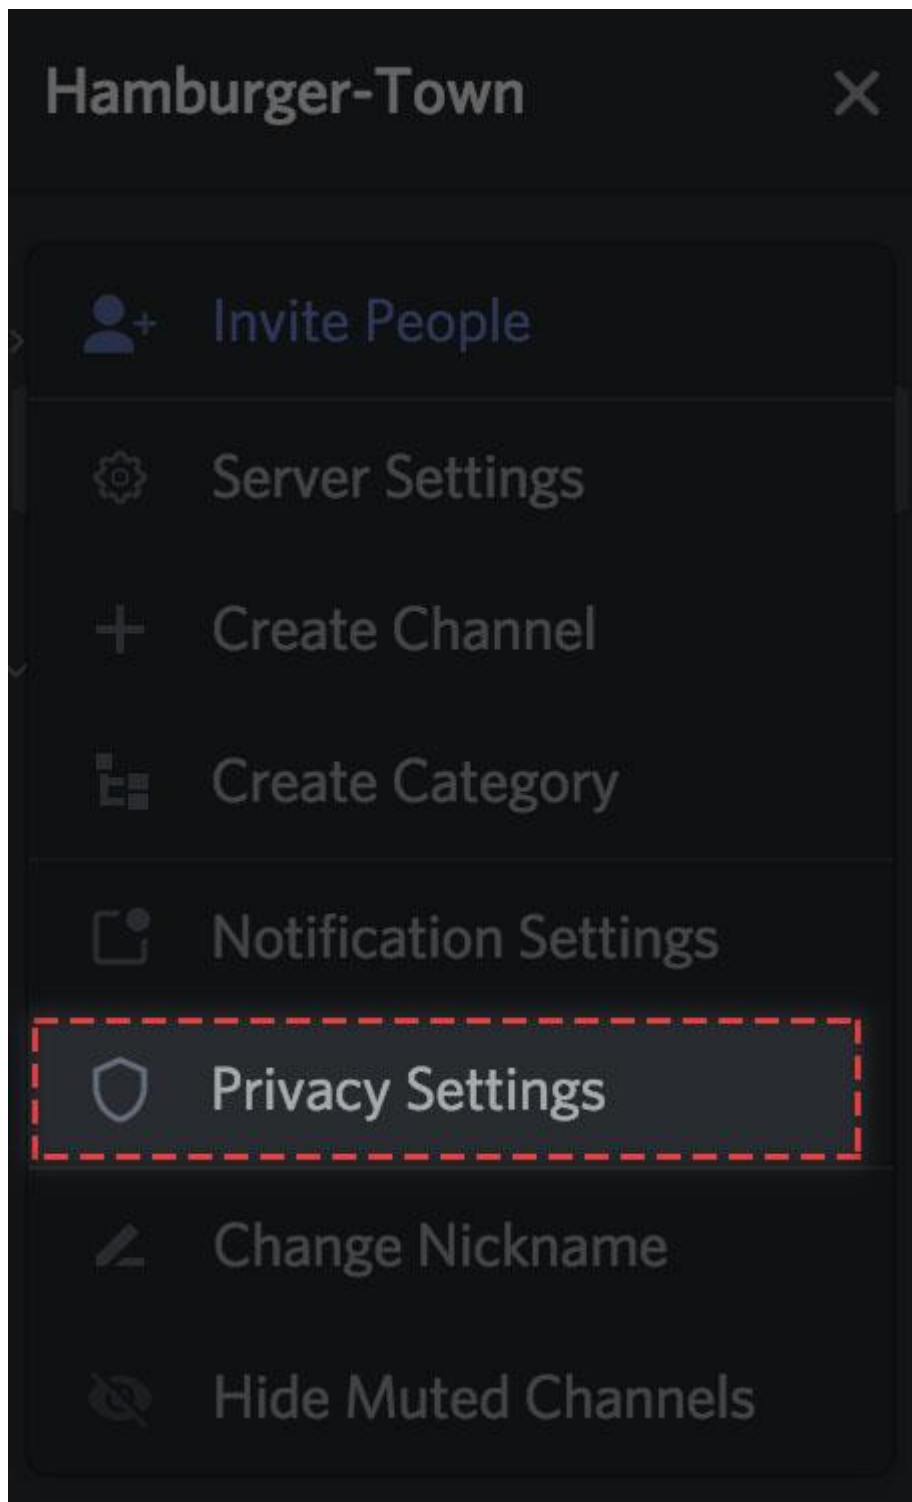 Hamburger-Town
Invite People
Server Settings
Create Channel
Create Category
Notification Settings
Privacy Settings
Change Nickname
Hide Muted Channels